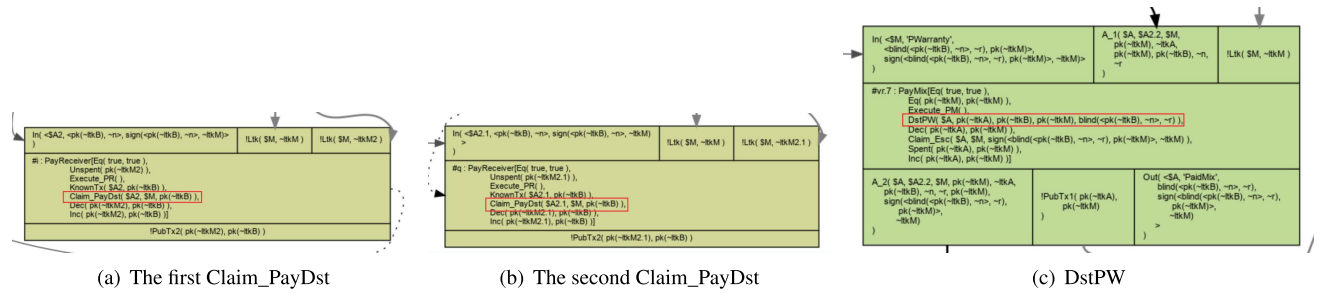 In( <$A2, <pk(~ltkB), ~n>, sign(<pk(~ltkB), ~n>, ~ltkM)>
)
!Ltk( $M, ~ltkM )
!Ltk( $M, ~ltkM2 )
#i : PayReceiver[Eq( true, true ),
Unspent( pk(~ltkM2) ),
Execute_PR( ),
KnownTx( $A2, pk(~ltkB) ),
Claim_PayDst( $A2, $M, pk(~ltkB) ),
Dec( pk(~ltkM2), pk(~ltkB) ),
Inc( pk(~ltkM2), pk(~ltkB) )]
!PubTx2( pk(~ltkM2), pk(~ltkB) )
(a) The first Claim_PayDst
In( <$A2.1, <pk(~ltkB), ~n>, sign(<pk(~ltkB), ~n>, ~ltkM)
>
)
!Ltk( $M, ~ltkM )
!Ltk( $M, ~ltkM2.1 )
#q : PayReceiver[Eq( true, true ),
Unspent( pk(~ltkM2.1) ),
Execute_PR( ),
KnownTx( $A2.1, pk(~ltkB) ),
Claim_PayDst( $A2.1, $M, pk(~ltkB) ),
Dec( pk(~ltkM2.1), pk(~ltkB) ),
Inc( pk(~ltkM2.1), pk(~ltkB) )]
!PubTx2( pk(~ltkM2.1), pk(~ltkB) )
(b) The second Claim_PayDst
In( <$M, 'PWarranty',
<blind(<pk(~ltkB), ~n>, ~r), pk(~ltkM)>,
sign(<blind(<pk(~ltkB), ~n>, ~r), pk(~ltkM)>, ~ltkM)>
)
A_1( $A, $A2.2, $M,
pk(~ltkM), ~ltkA,
pk(~ltkM), pk(~ltkB), ~n,
~r
)
!Ltk( $M, ~ltkM )
#vr.7 : PayMix[Eq( true, true ),
Eq( pk(~ltkM), pk(~ltkM) ),
Execute_PM( ),
DstPW( $A, pk(~ltkA), pk(~ltkB), pk(~ltkM), blind(<pk(~ltkB), ~n>, ~r) ),
Dec( pk(~ltkA), pk(~ltkM) ),
Claim_Esc( $A, $M, sign(<blind(<pk(~ltkB), ~n>, ~r), pk(~ltkM)>, ~ltkM) ),
Spent( pk(~ltkA), pk(~ltkM) ),
Inc( pk(~ltkA), pk(~ltkM) )]
A_2( $A, $A2.2, $M, pk(~ltkM), ~ltkA,
pk(~ltkB), ~n, ~r, pk(~ltkM),
sign(<blind(<pk(~ltkB), ~n>, ~r),
pk(~ltkM)>,
~ltkM)
)
!PubTx1( pk(~ltkA),
pk(~ltkM)
)
Out( <$A, 'PaidMix',
blind(<pk(~ltkB), ~n>, ~r),
sign(<blind(<pk(~ltkB), ~n>, ~r),
pk(~ltkM)>,
~ltkM)
>
)
(c) DstPW